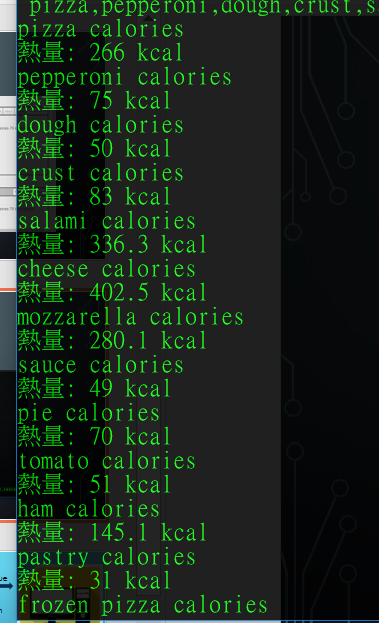 pizza,pepperoni,dough,crust,s
pizza calories
熱量: 266 kcal
pepperoni calories
熱量: 75 kcal
dough calories
熱量: 50 kcal
crust calories
熱量: 83 kcal
salami calories
熱量: 336.3 kcal
cheese calories
熱量: 402.5 kcal
mozzarella calories
熱量: 280.1 kcal
sauce calories
熱量: 49 kcal
pie calories
熱量: 70 kcal
tomato calories
熱量: 51 kcal
ham calories
熱量: 145.1 kcal
pastry calories
熱量: 31 kcal
frozen pizza calories